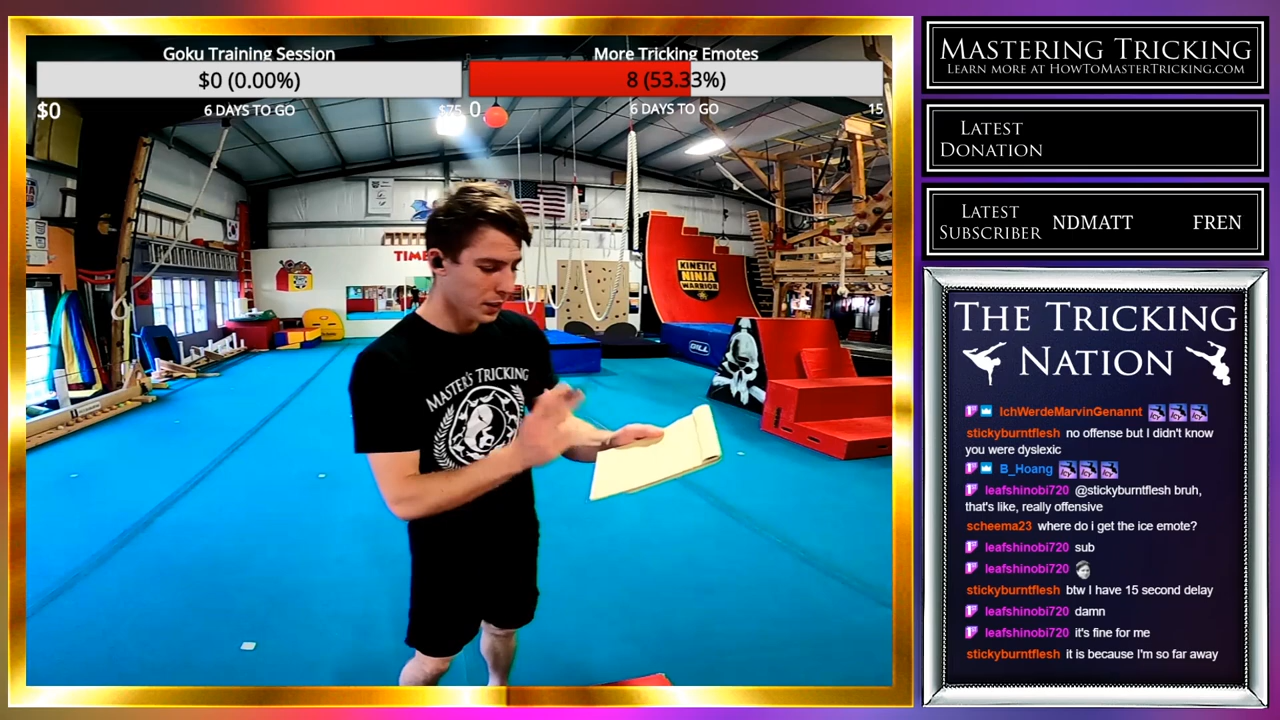 Goku Training Session
$0 (0.00%)
$0
6 DAYS TO GO
$75
More Tricking Emotes
8 (53.33%)
0
6 DAYS TO GO
15
TIME
KINETIC
NINJA
WARRIOR
GILL
MASTER'S TRICKING
MASTERING TRICKING
LEARN MORE AT HOWTOMASTERTRICKING.COM
LATEST
DONATION
LATEST
SUBSCRIBER
NDMATT
FREN
THE TRICKING
NATION
IchWerdeMarvinGenannt
stickyburntflesh no offense but I didn't know
you were dyslexic
B_Hoang
leafshinobi720 @stickyburntflesh bruh,
that's like, really offensive
scheema23 where do i get the ice emote?
leafshinobi720 sub
leafshinobi720
stickyburntflesh btw I have 15 second delay
leafshinobi720 damn
leafshinobi720 it's fine for me
stickyburntflesh it is because I'm so far away